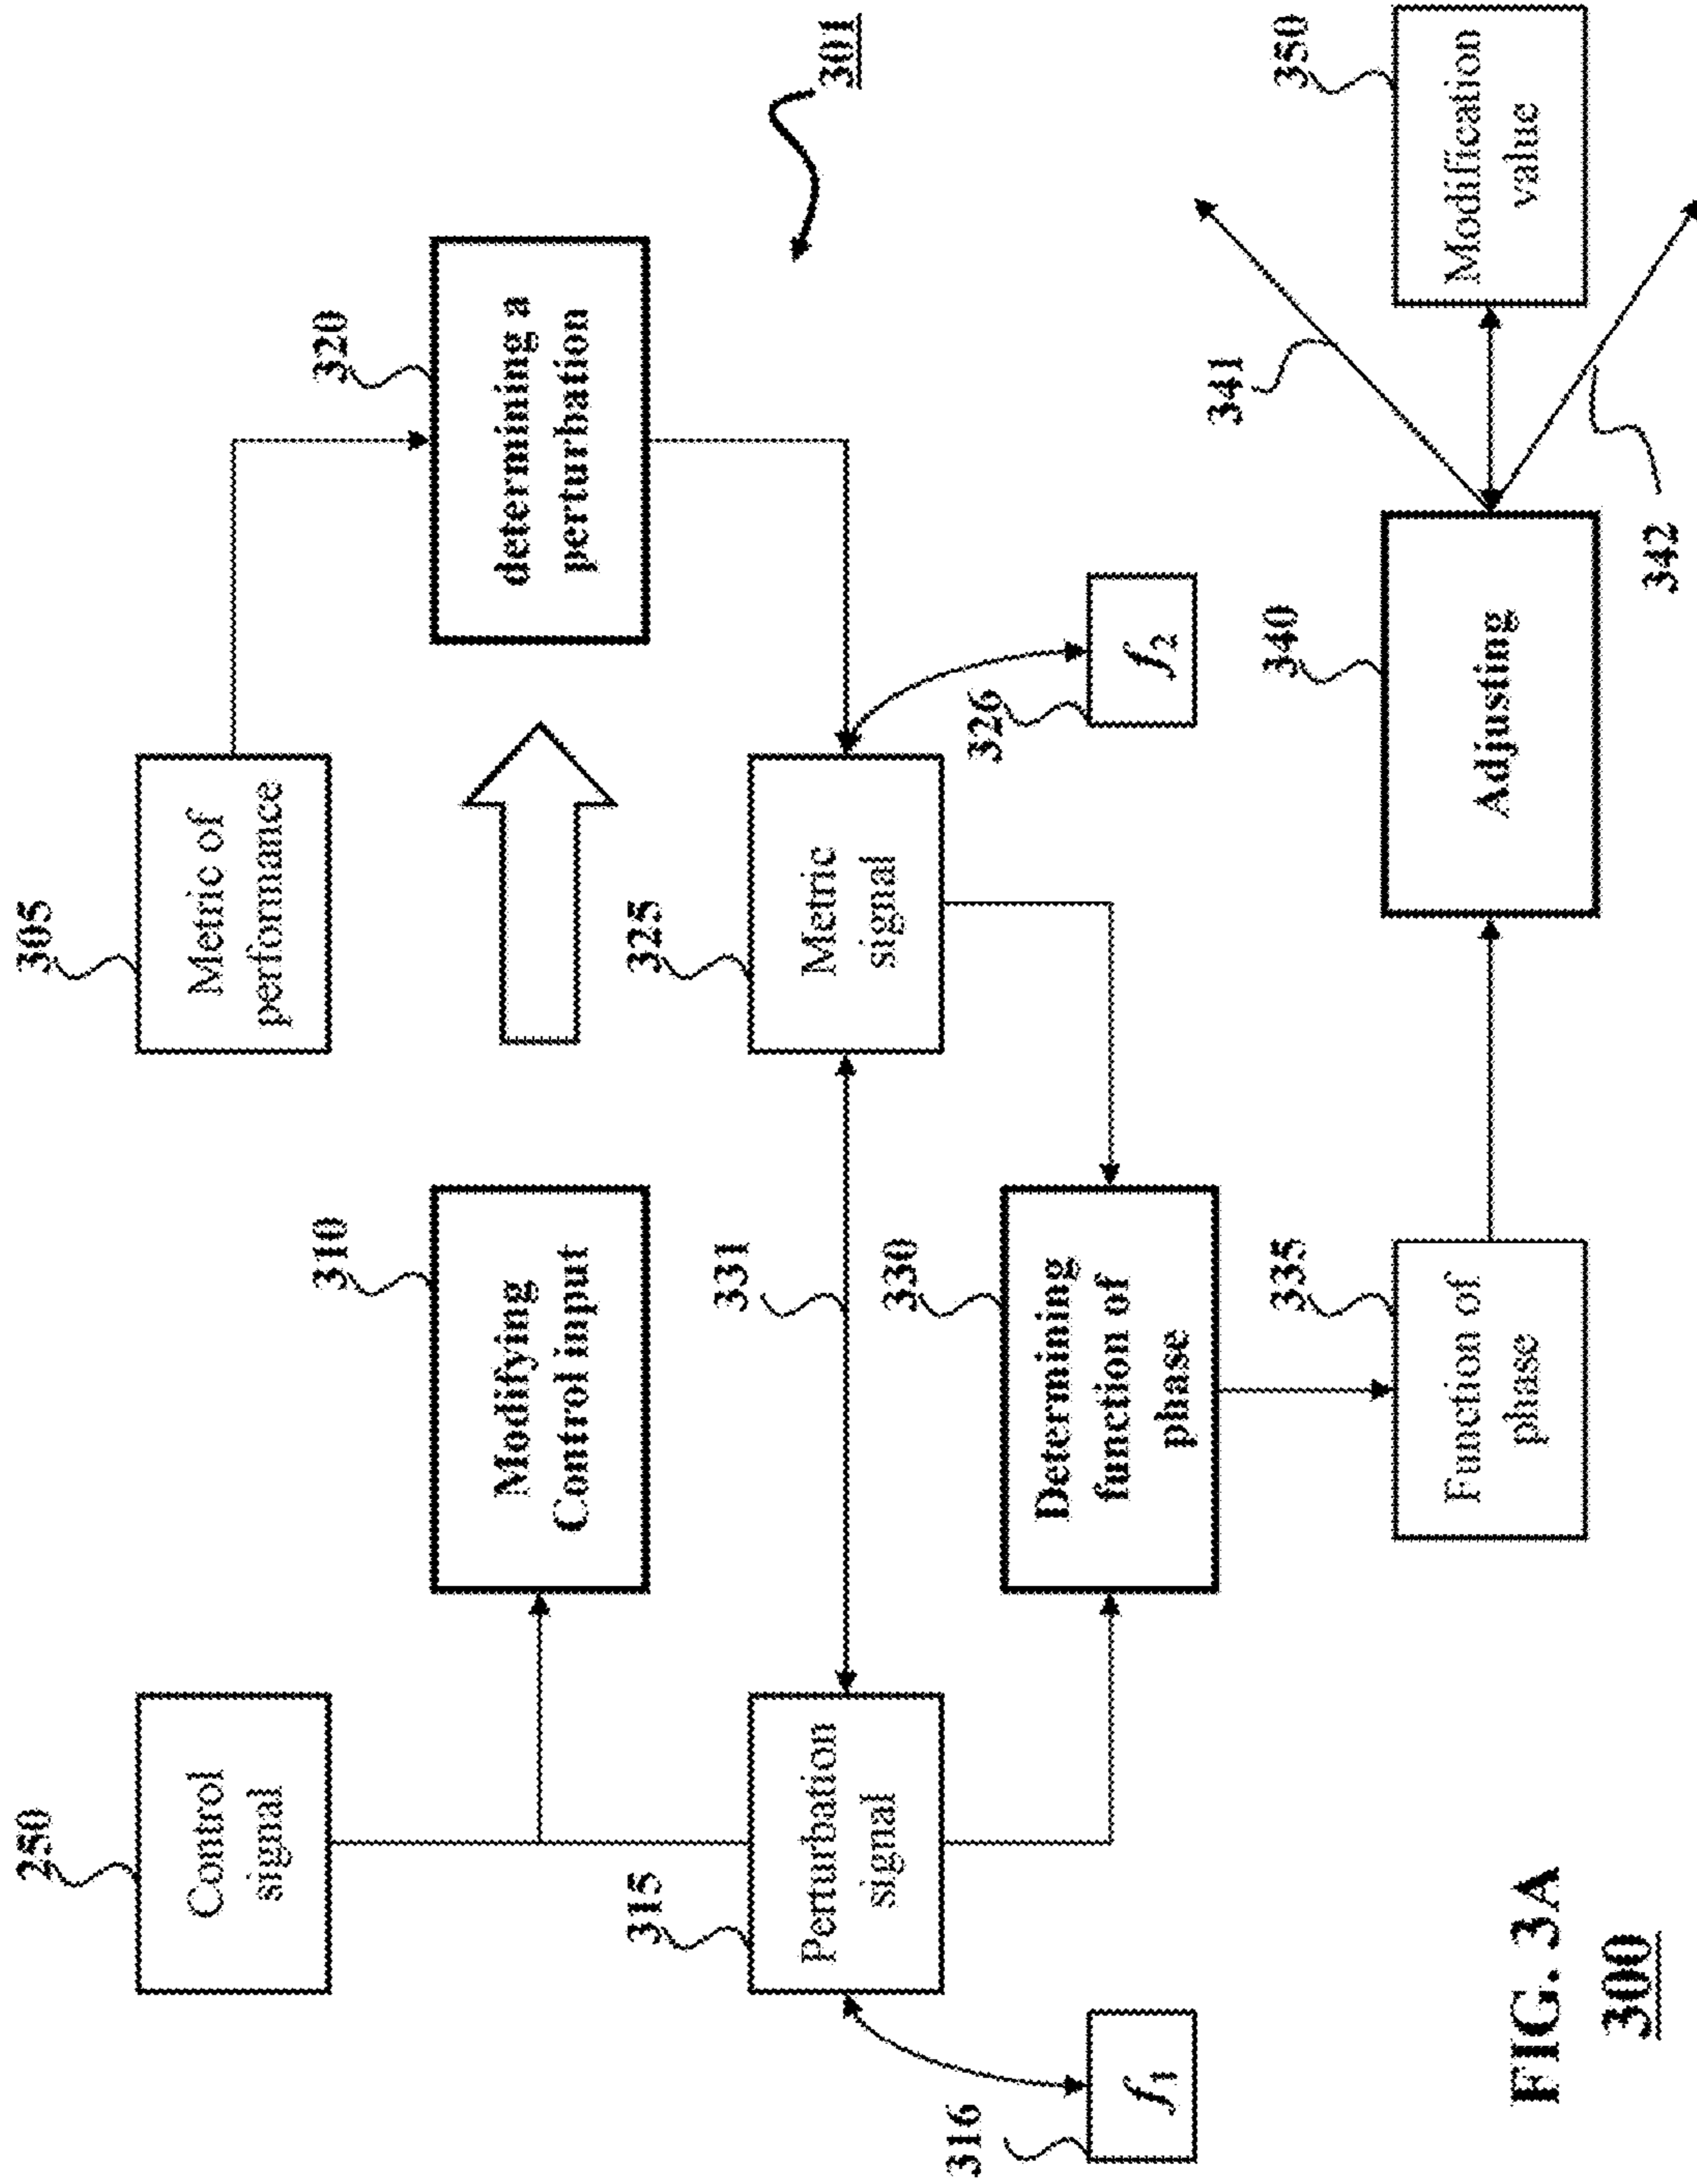 250
Control
signal
305
Metric of
performance
310
Modifying
Control input
320
determining a
perturbation
301
315
Perturbation
signal
331
325
Metric
signal
316
f1
326
f2
330
Determining
function of
phase
335
Function of
phase
340
Adjusting
341
342
350
Modification
value
FIG. 3A
300